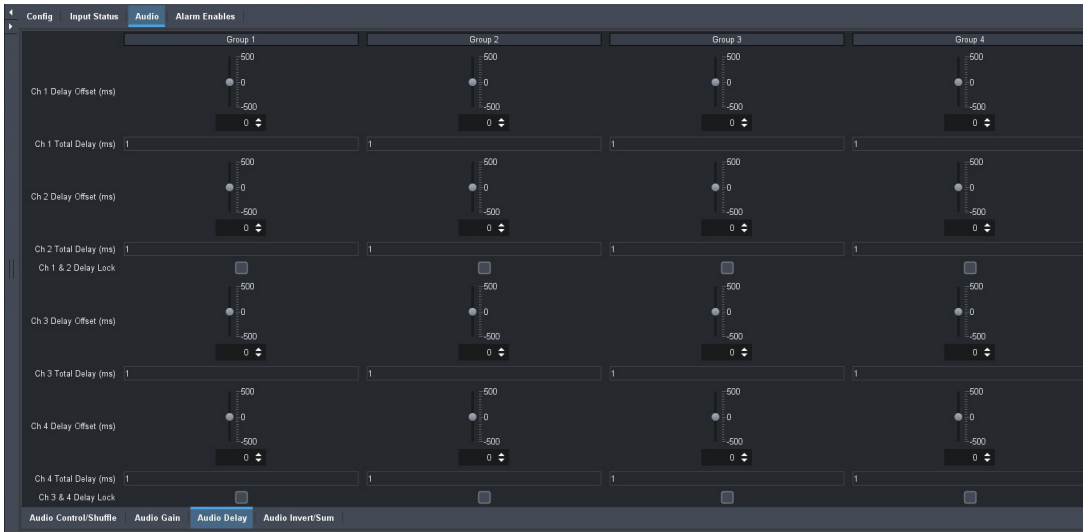 Config Input Status Audio Alarm Enables
Group 1 Group 2 Group 3 Group 4
500 500 500 500
Ch 1 Delay Offset (ms) 0 0 0 0
-500 -500 -500 -500
0 0 0 0
Ch 1 Total Delay (ms) 1 1 1 1
500 500 500 500
Ch 2 Delay Offset (ms) 0 0 0 0
-500 -500 -500 -500
0 0 0 0
Ch 2 Total Delay (ms) 1 1 1 1
Ch 1 & 2 Delay Lock
500 500 500 500
Ch 3 Delay Offset (ms) 0 0 0 0
-500 -500 -500 -500
0 0 0 0
Ch 3 Total Delay (ms) 1 1 1 1
500 500 500 500
Ch 4 Delay Offset (ms) 0 0 0 0
-500 -500 -500 -500
0 0 0 0
Ch 4 Total Delay (ms) 1 1 1 1
Ch 3 & 4 Delay Lock
Audio Control/Shuffle Audio Gain Audio Delay Audio Invert/Sum